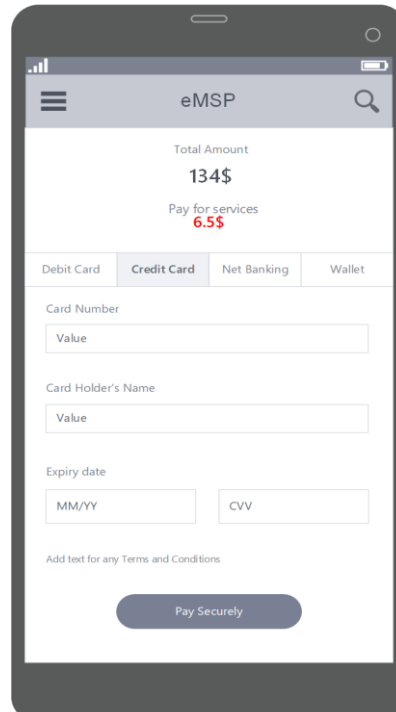 eMSP
Total Amount
134$
Pay for services
6.5$
Debit Card Credit Card Net Banking Wallet
Card Number
Value
Card Holder's Name
Value
Expiry date
MM/YY CVV
Add text for any Terms and Conditions
Pay Securely